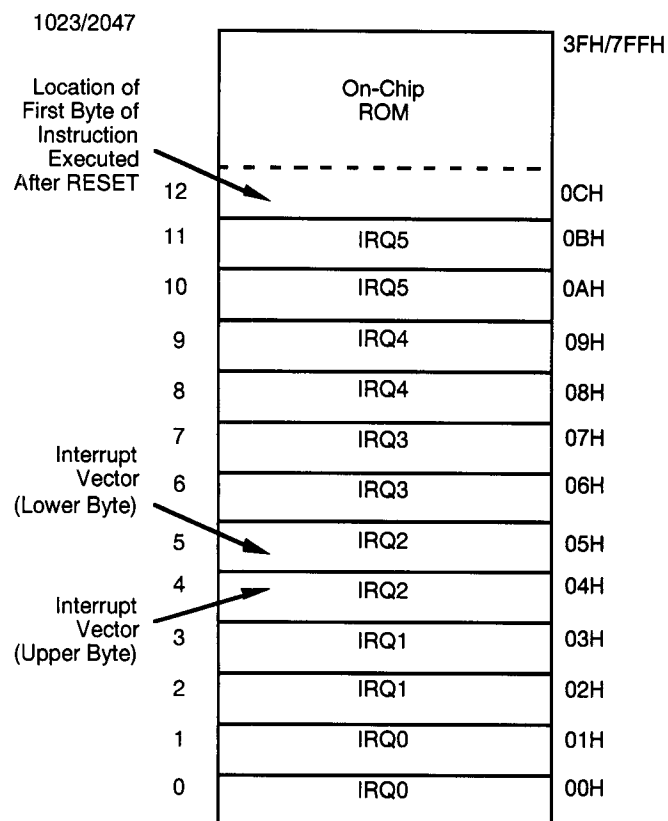 1023/2047
3FH/7FFH
Location of
First Byte of
Instruction
Executed
After RESET
On-Chip
ROM
12
0CH
11 IRQ5 0BH
10 IRQ5 0AH
9 IRQ4 09H
8 IRQ4 08H
7 IRQ3 07H
Interrupt
Vector
(Lower Byte)
6 IRQ3 06H
5 IRQ2 05H
4 IRQ2 04H
Interrupt
Vector
(Upper Byte)
3 IRQ1 03H
2 IRQ1 02H
1 IRQ0 01H
0 IRQ0 00H